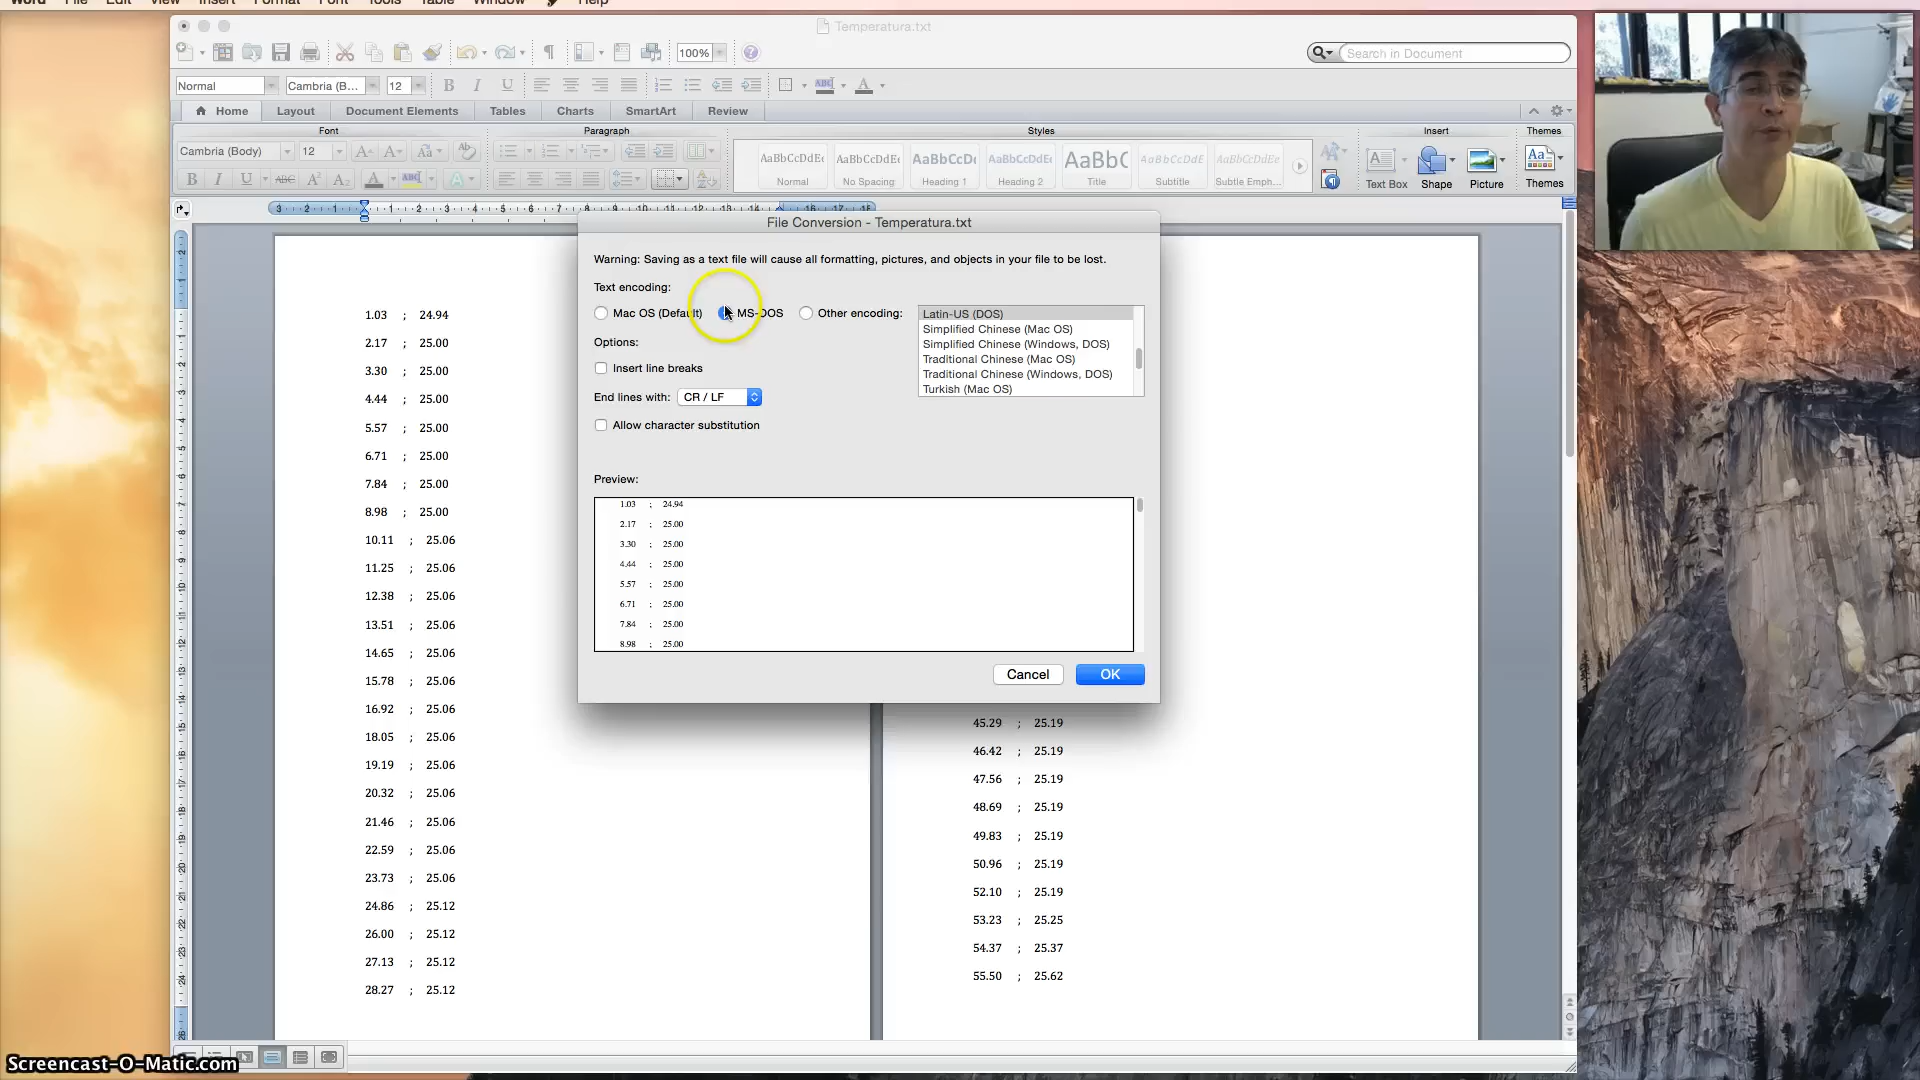 Word File Edit View Insert Format Font Tools Table Window Help
Temperatura.txt
100%
Search in Document
Normal Cambria (B... 12 B I U
Home Layout Document Elements Tables Charts SmartArt Review
Font Paragraph Styles Insert Themes
Cambria (Body) 12
AaBbCcDdEe AaBbCcDdEe AaBbCcDc AaBbCcDdEe AaBbC AaBbCcDdEe AaBbCcDdEe
B I U ABC
Normal No Spacing Heading 1 Heading 2 Title Subtitle Subtle Emph... Text Box Shape Picture Themes
File Conversion - Temperatura.txt
Warning: Saving as a text file will cause all formatting, pictures, and objects in your file to be lost.
Text encoding:
Mac OS (Default) MS-DOS Other encoding:
Latin-US (DOS)
Simplified Chinese (Mac OS)
Simplified Chinese (Windows, DOS)
Traditional Chinese (Mac OS)
Traditional Chinese (Windows, DOS)
Turkish (Mac OS)
Options:
Insert line breaks
End lines with: CR / LF
Allow character substitution
Preview:
1.03 ; 24.94
2.17 ; 25.00
3.30 ; 25.00
4.44 ; 25.00
5.57 ; 25.00
6.71 ; 25.00
7.84 ; 25.00
8.98 ; 25.00
Cancel OK
1.03 ; 24.94
2.17 ; 25.00
3.30 ; 25.00
4.44 ; 25.00
5.57 ; 25.00
6.71 ; 25.00
7.84 ; 25.00
8.98 ; 25.00
10.11 ; 25.06
11.25 ; 25.06
12.38 ; 25.06
13.51 ; 25.06
14.65 ; 25.06
15.78 ; 25.06
16.92 ; 25.06
18.05 ; 25.06
19.19 ; 25.06
20.32 ; 25.06
21.46 ; 25.06
22.59 ; 25.06
23.73 ; 25.06
24.86 ; 25.12
26.00 ; 25.12
27.13 ; 25.12
28.27 ; 25.12
45.29 ; 25.19
46.42 ; 25.19
47.56 ; 25.19
48.69 ; 25.19
49.83 ; 25.19
50.96 ; 25.19
52.10 ; 25.19
53.23 ; 25.25
54.37 ; 25.37
55.50 ; 25.62
Screencast-O-Matic.com